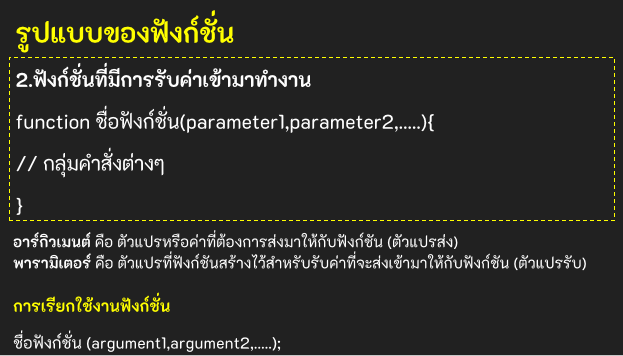 รูปแบบของฟังก์ชั่น
2.ฟังก์ชั่นที่มีการรับค่าเข้ามาทำงาน
function ชื่อฟังก์ชั่น(parameter1,parameter2,.....){
// กลุ่มคำสั่งต่างๆ
}
อาร์กิวเมนต์ คือ ตัวแปรหรือค่าที่ต้องการส่งมาให้กับฟังก์ชัน (ตัวแปรส่ง)
พารามิเตอร์ คือ ตัวแปรที่ฟังก์ชันสร้างไว้สำหรับรับค่าที่จะส่งเข้ามาให้กับฟังก์ชัน (ตัวแปรรับ)
การเรียกใช้งานฟังก์ชั่น
ชื่อฟังก์ชั่น (argument1,argument2,.....);